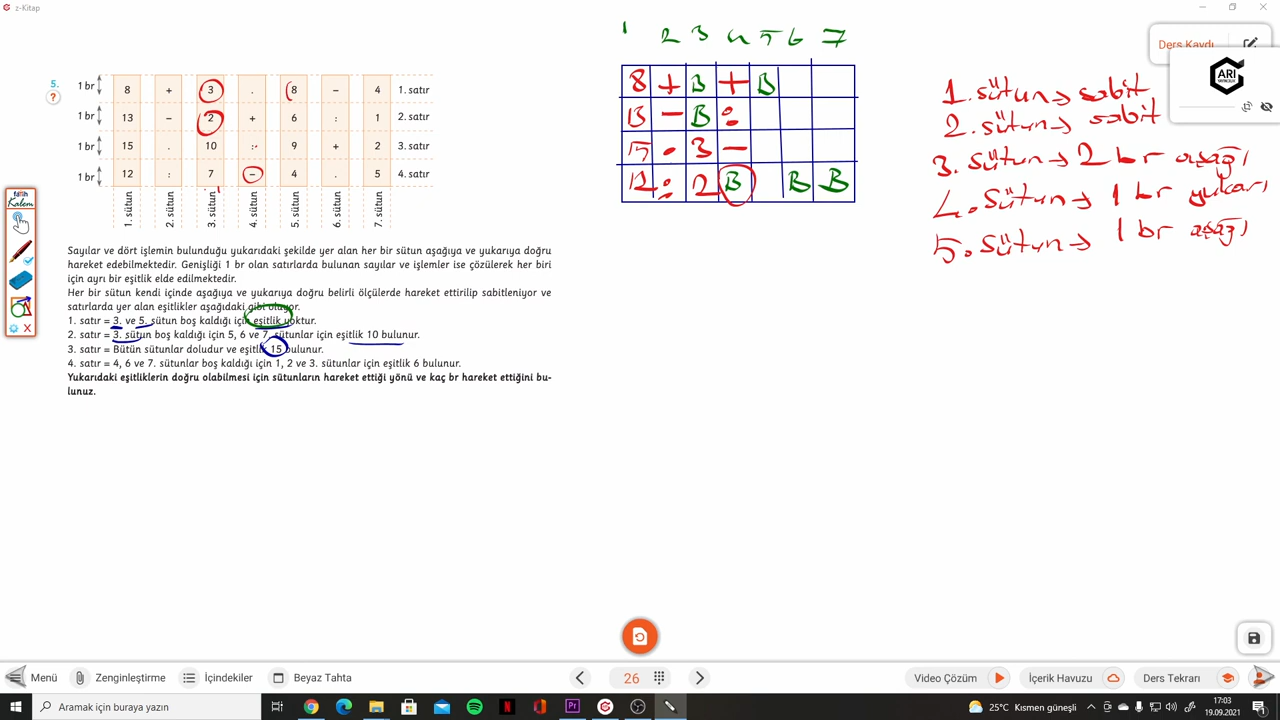 z-Kitap
Ders Kaydı
ARI
YAYINCILIK
1 2 3 4 5 6 7
5.
?
1 br 8 + 3 . 8 - 4 1. satır
1 br 13 - 2 + 6 : 1 2. satır
1 br 15 . 10 : 9 + 2 3. satır
1 br 12 : 7 - 4 . 5 4. satır
1. sütun 2. sütun 3. sütun 4. sütun 5. sütun 6. sütun 7. sütun
8 + B + B
13 - B :
15 . 3 -
12 : 2 B B B
1. sütun → sabit
2. sütun → sabit
3. sütun → 2 br aşağı
4. sütun → 1 br yukarı
5. sütun → 1 br aşağı
fatih
Kalem
Sayılar ve dört işlemin bulunduğu yukarıdaki şekilde yer alan her bir sütun aşağıya ve yukarıya doğru
hareket edebilmektedir. Genişliği 1 br olan satırlarda bulunan sayılar ve işlemler ise çözülerek her biri
için ayrı bir eşitlik elde edilmektedir.
Her bir sütun kendi içinde aşağıya ve yukarıya doğru belirli ölçülerde hareket ettirilip sabitleniyor ve
satırlarda yer alan eşitlikler aşağıdaki gibi oluyor.
1. satır = 3. ve 5. sütun boş kaldığı için eşitlik yoktur.
2. satır = 3. sütun boş kaldığı için 5, 6 ve 7. sütunlar için eşitlik 10 bulunur.
3. satır = Bütün sütunlar doludur ve eşitlik 15 bulunur.
4. satır = 4, 6 ve 7. sütunlar boş kaldığı için 1, 2 ve 3. sütunlar için eşitlik 6 bulunur.
Yukarıdaki eşitliklerin doğru olabilmesi için sütunların hareket ettiği yönü ve kaç br hareket ettiğini bu-
lunuz.
Menü Zenginleştirme İçindekiler Beyaz Tahta 26 Video Çözüm İçerik Havuzu Ders Tekrarı
Aramak için buraya yazın
25°C Kısmen güneşli
17:03
19.09.2021